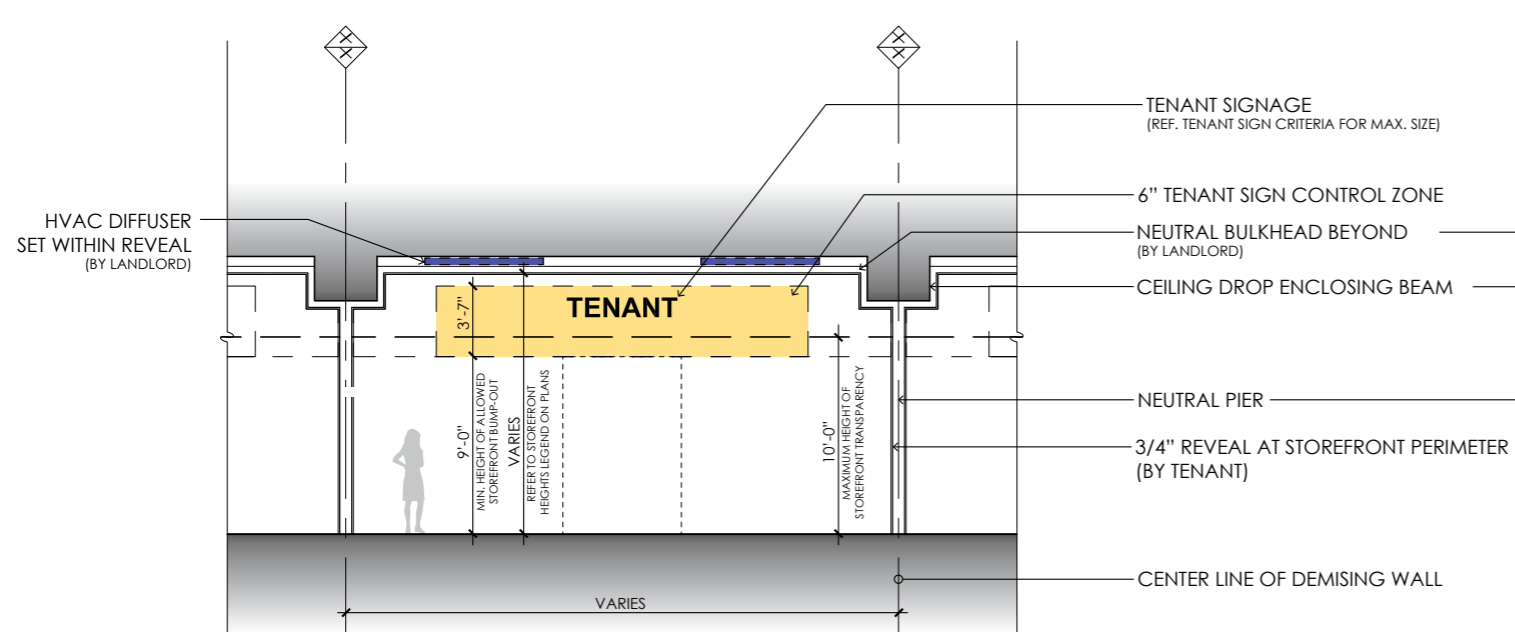 X
X
X
X
TENANT SIGNAGE
(REF. TENANT SIGN CRITERIA FOR MAX. SIZE)
6” TENANT SIGN CONTROL ZONE
HVAC DIFFUSER
SET WITHIN REVEAL
(BY LANDLORD)
NEUTRAL BULKHEAD BEYOND
(BY LANDLORD)
CEILING DROP ENCLOSING BEAM
TENANT
3'-7"
9'-0"
MIN. HEIGHT OF ALLOWED
STOREFRONT BUMP-OUT
VARIES
REFER TO STOREFRONT
HEIGHTS LEGEND ON PLANS
10'-0"
MAXIMUM HEIGHT OF
STOREFRONT TRANSPARENCY
NEUTRAL PIER
3/4” REVEAL AT STOREFRONT PERIMETER
(BY TENANT)
CENTER LINE OF DEMISING WALL
VARIES